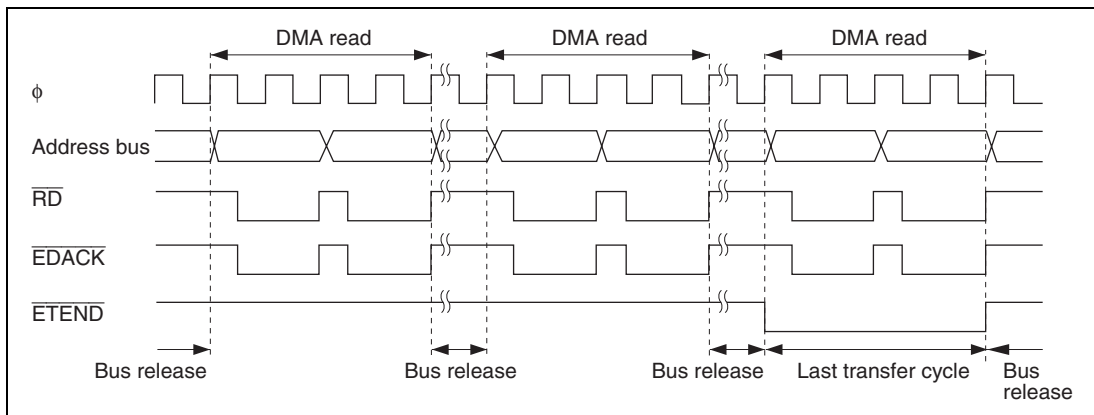 DMA read DMA read DMA read
ϕ
Address bus
RD
EDACK
ETEND
Bus release Bus release Bus release Last transfer cycle Bus
release